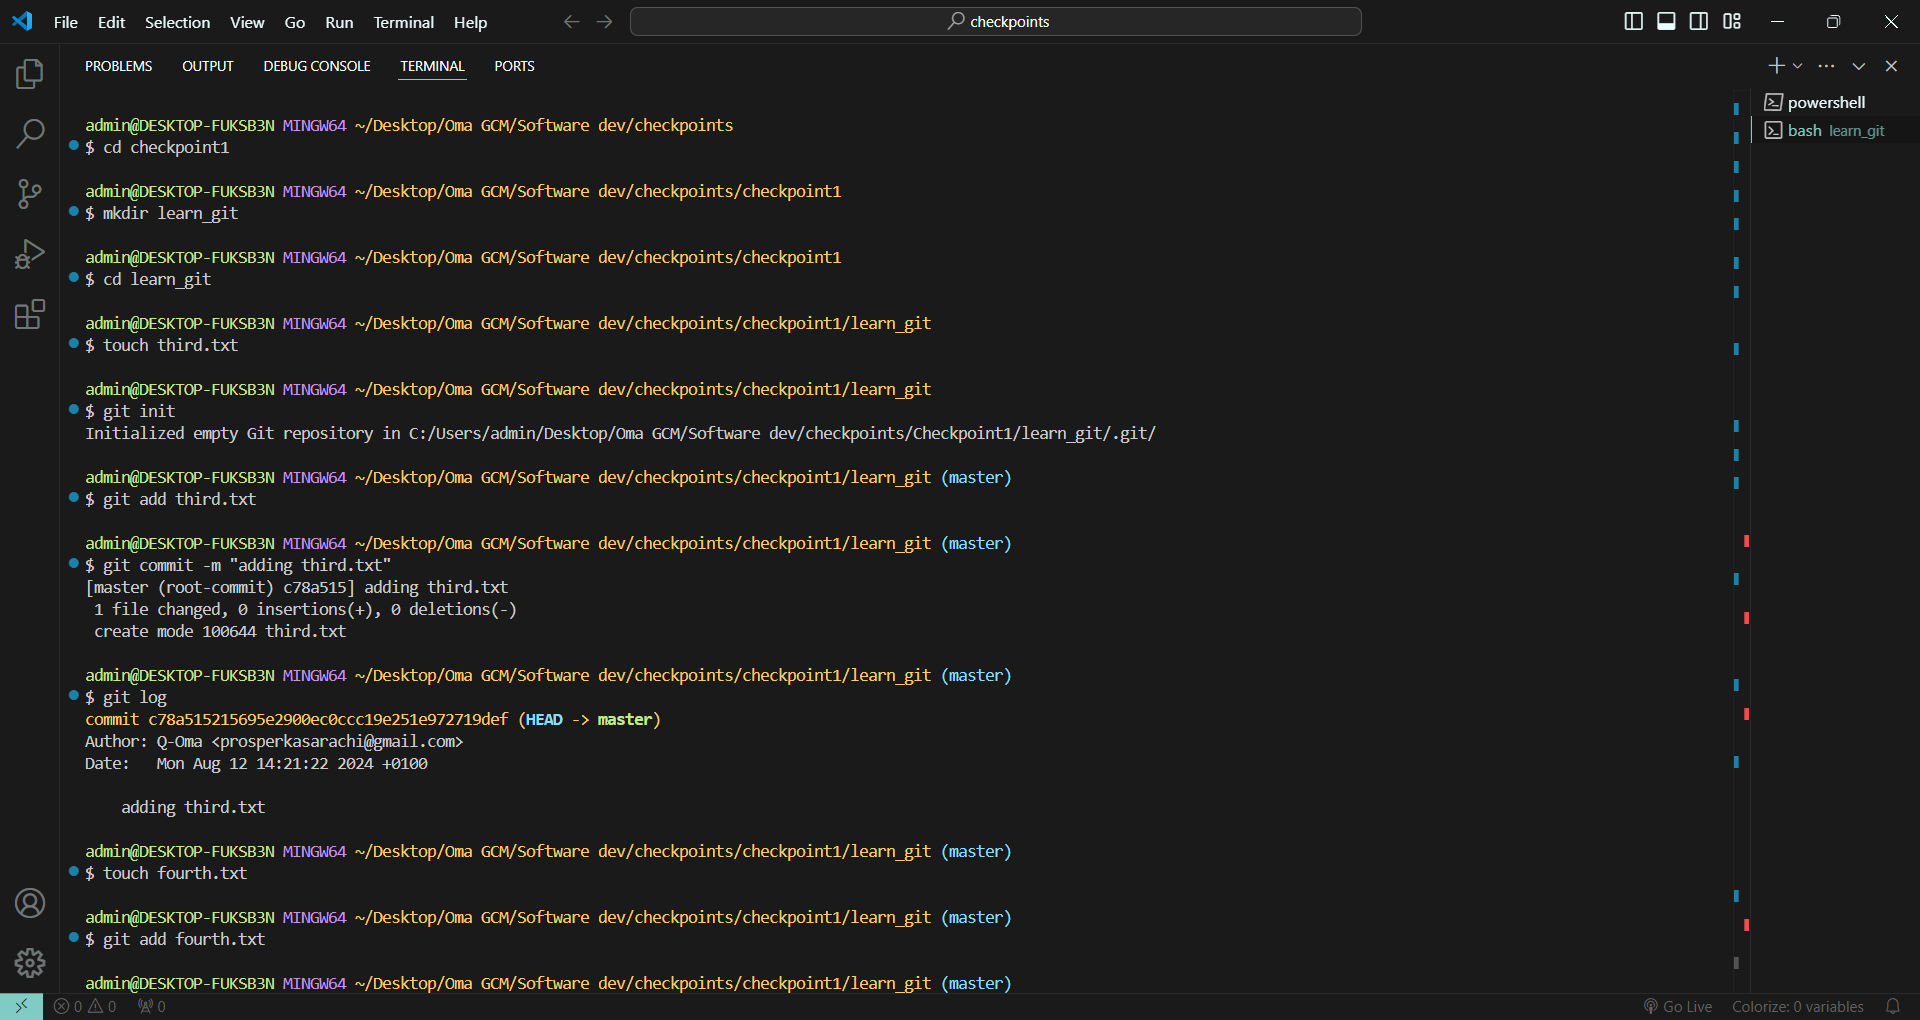 File Edit Selection View Go Run Terminal Help
checkpoints
PROBLEMS OUTPUT DEBUG CONSOLE TERMINAL PORTS
powershell
bash learn_git
admin@DESKTOP-FUKSB3N MINGW64 ~/Desktop/Oma GCM/Software dev/checkpoints
$ cd checkpoint1
admin@DESKTOP-FUKSB3N MINGW64 ~/Desktop/Oma GCM/Software dev/checkpoints/checkpoint1
$ mkdir learn_git
admin@DESKTOP-FUKSB3N MINGW64 ~/Desktop/Oma GCM/Software dev/checkpoints/checkpoint1
$ cd learn_git
admin@DESKTOP-FUKSB3N MINGW64 ~/Desktop/Oma GCM/Software dev/checkpoints/checkpoint1/learn_git
$ touch third.txt
admin@DESKTOP-FUKSB3N MINGW64 ~/Desktop/Oma GCM/Software dev/checkpoints/checkpoint1/learn_git
$ git init
Initialized empty Git repository in C:/Users/admin/Desktop/Oma GCM/Software dev/checkpoints/Checkpoint1/learn_git/.git/
admin@DESKTOP-FUKSB3N MINGW64 ~/Desktop/Oma GCM/Software dev/checkpoints/checkpoint1/learn_git (master)
$ git add third.txt
admin@DESKTOP-FUKSB3N MINGW64 ~/Desktop/Oma GCM/Software dev/checkpoints/checkpoint1/learn_git (master)
$ git commit -m "adding third.txt"
[master (root-commit) c78a515] adding third.txt
1 file changed, 0 insertions(+), 0 deletions(-)
create mode 100644 third.txt
admin@DESKTOP-FUKSB3N MINGW64 ~/Desktop/Oma GCM/Software dev/checkpoints/checkpoint1/learn_git (master)
$ git log
commit c78a515215695e2900ec0ccc19e251e972719def (HEAD -> master)
Author: Q-Oma <prosperkasarachi@gmail.com>
Date:   Mon Aug 12 14:21:22 2024 +0100
adding third.txt
admin@DESKTOP-FUKSB3N MINGW64 ~/Desktop/Oma GCM/Software dev/checkpoints/checkpoint1/learn_git (master)
$ touch fourth.txt
admin@DESKTOP-FUKSB3N MINGW64 ~/Desktop/Oma GCM/Software dev/checkpoints/checkpoint1/learn_git (master)
$ git add fourth.txt
admin@DESKTOP-FUKSB3N MINGW64 ~/Desktop/Oma GCM/Software dev/checkpoints/checkpoint1/learn_git (master)
0 0 0 Go Live Colorize: 0 variables